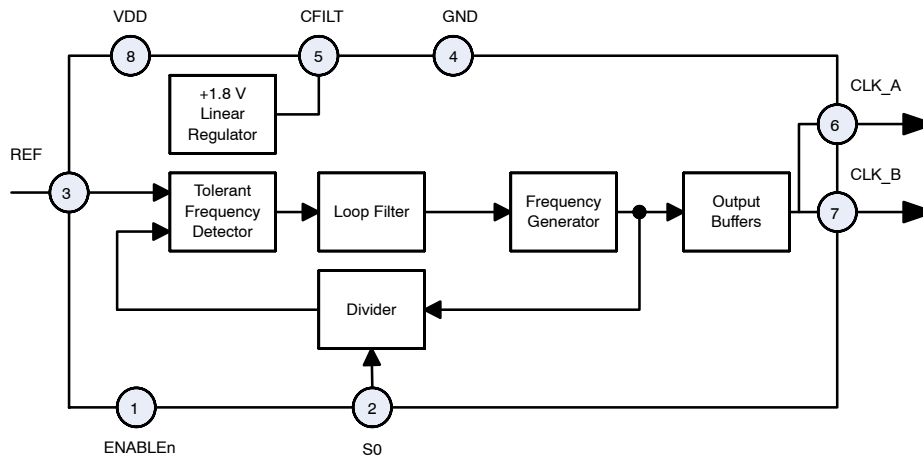 VDD
CFILT
GND
8
5
4
+1.8 V
Linear
Regulator
CLK_A
6
REF
3
Tolerant
Frequency
Detector
Loop Filter
Frequency
Generator
Output
Buffers
CLK_B
7
Divider
1
2
ENABLEn
S0